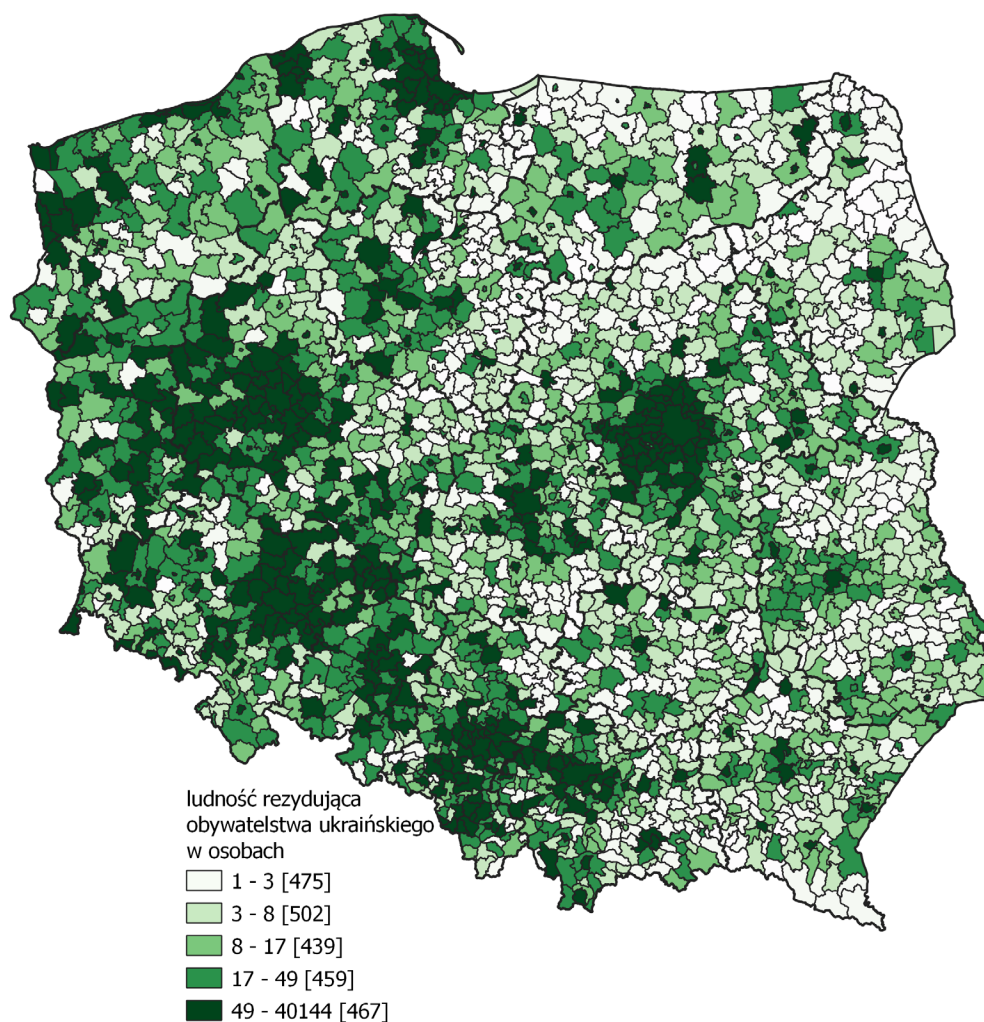 ludność rezydująca
obywatelstwa ukraińskiego
w osobach
1 - 3 [475]
3 - 8 [502]
8 - 17 [439]
17 - 49 [459]
49 - 40144 [467]